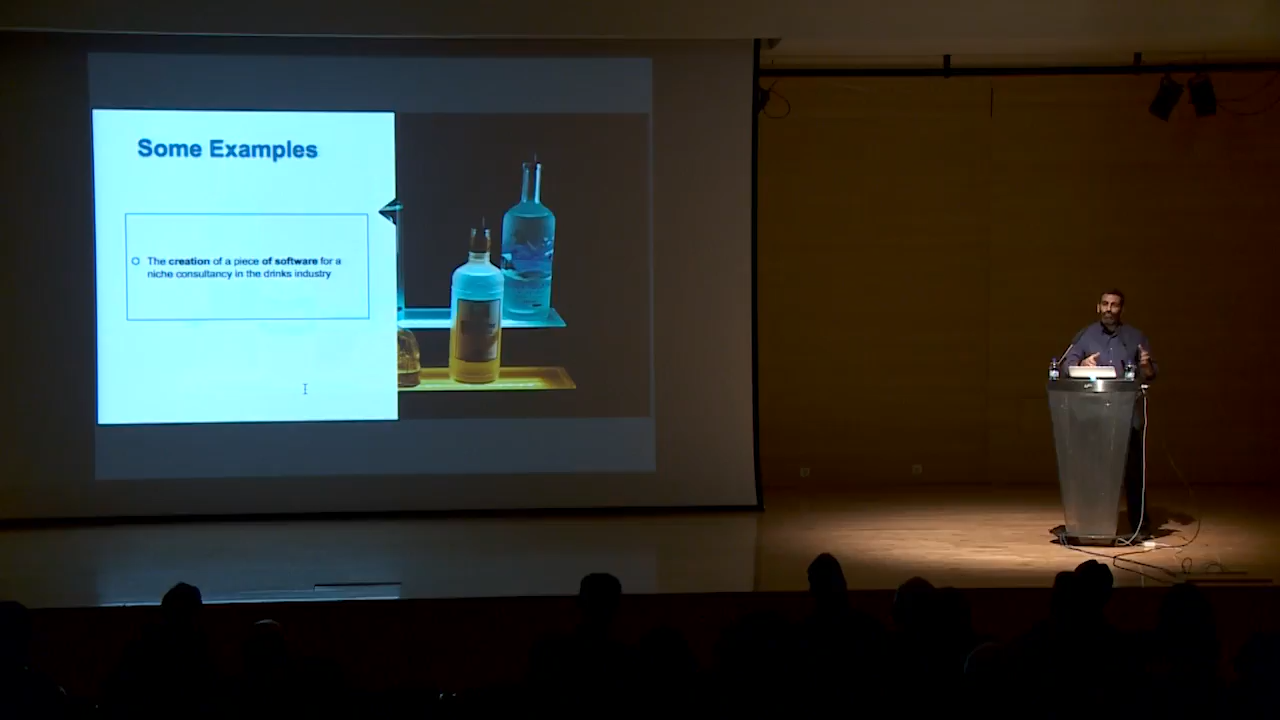 Some Examples
The creation of a piece of software for a
niche consultancy in the drinks industry